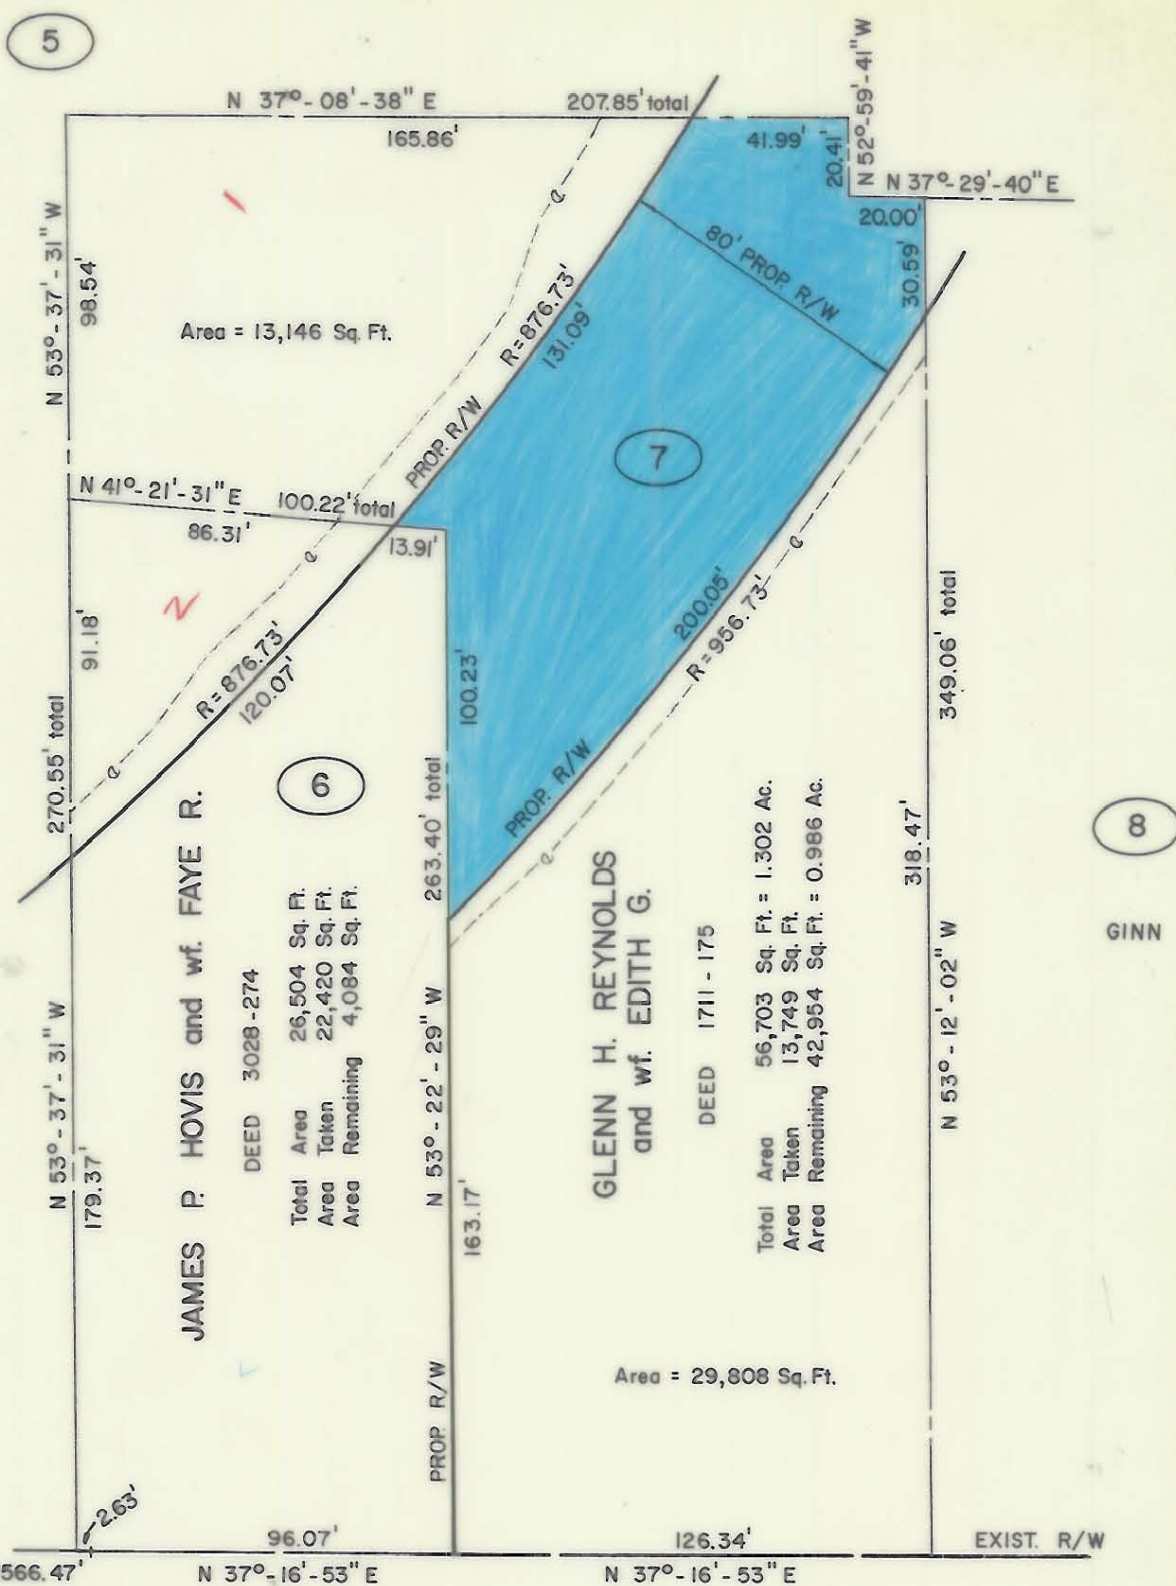 5
N 37°-08'-38" E
207.85' total
165.86'
41.99'
20.41'
N 52°-59'-41" W
N 37°-29'-40" E
20.00'
30.59'
80' PROP. R/W
N 53°-37'-31" W
98.54'
Area = 13,146 Sq. Ft.
R=876.73'
131.09'
PROP. R/W
7
N 41°-21'-31" E
100.22' total
86.31'
13.91'
91.18'
R=876.73'
120.07'
270.55' total
100.23'
200.05'
R=956.73'
PROP. R/W
6
263.40' total
349.06' total
318.47'
8
GINN
JAMES P. HOVIS and wf. FAYE R.
DEED 3028-274
Total Area 26,504 Sq. Ft.
Area Taken 22,420 Sq. Ft.
Area Remaining 4,084 Sq. Ft.
GLENN H. REYNOLDS
and wf. EDITH G.
DEED 1711-175
Total Area 56,703 Sq. Ft. = 1.302 Ac.
Area Taken 13,749 Sq. Ft.
Area Remaining 42,954 Sq. Ft. = 0.986 Ac.
N 53°-37'-31" W
179.37'
N 53°-22'-29" W
163.17'
N 53°-12'-02" W
PROP. R/W
Area = 29,808 Sq. Ft.
2.63'
96.07'
126.34'
EXIST. R/W
566.47'
N 37°-16'-53" E
N 37°-16'-53" E